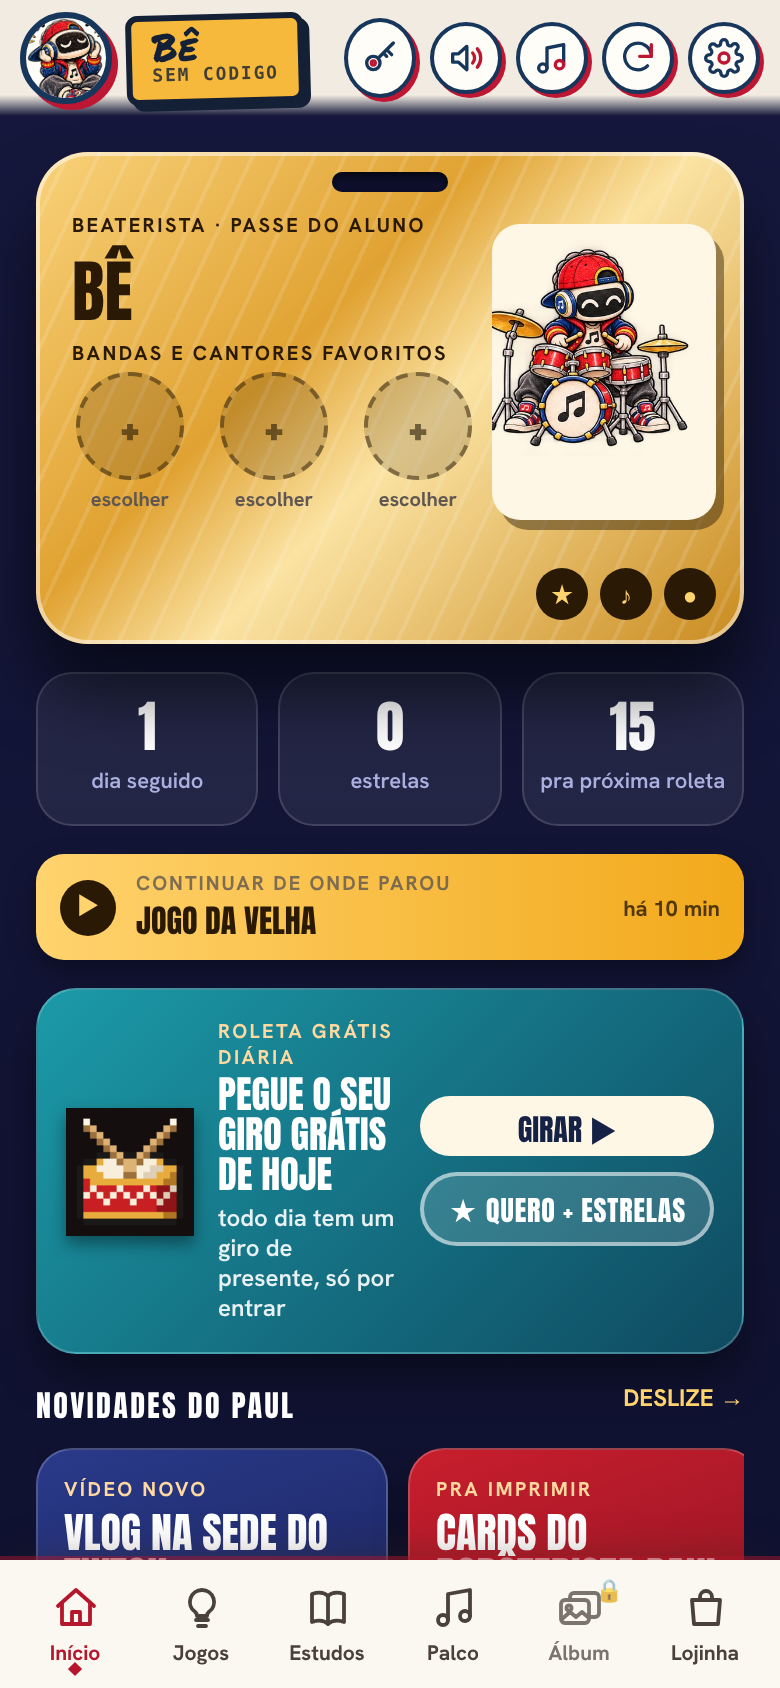 BÊ
SEM CODIGO
BEATERISTA · PASSE DO ALUNO
BÊ
BANDAS E CANTORES FAVORITOS
+ + +
escolher escolher escolher
1
dia seguido
0
estrelas
15
pra próxima roleta
CONTINUAR DE ONDE PAROU
JOGO DA VELHA
há 10 min
ROLETA GRÁTIS
DIÁRIA
PEGUE O SEU
GIRO GRÁTIS
DE HOJE
todo dia tem um
giro de
presente, só por
entrar
GIRAR ▶
★ QUERO + ESTRELAS
NOVIDADES DO PAUL
DESLIZE →
VÍDEO NOVO
VLOG NA SEDE DO
PRA IMPRIMIR
CARDS DO
Início
Jogos
Estudos
Palco
Álbum
Lojinha